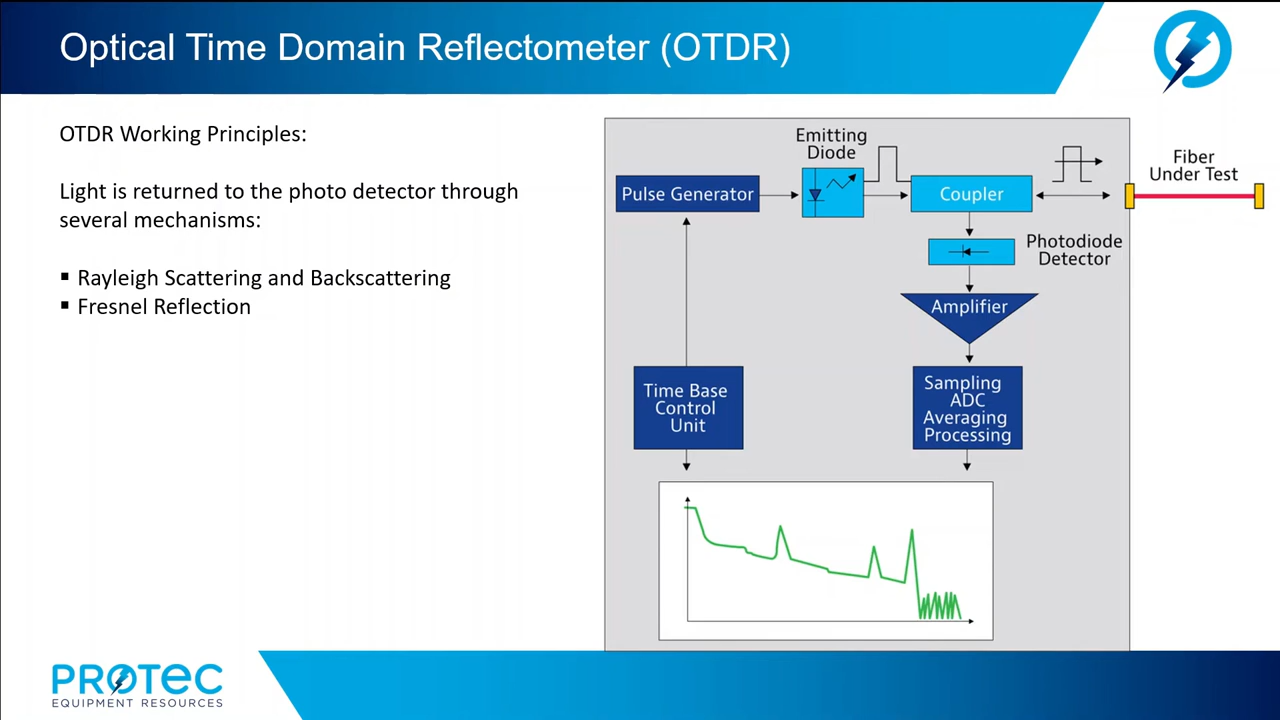 Optical Time Domain Reflectometer (OTDR)
OTDR Working Principles:
Light is returned to the photo detector through
several mechanisms:
▪ Rayleigh Scattering and Backscattering
▪ Fresnel Reflection
Emitting
Diode
Pulse Generator
Coupler
Fiber
Under Test
Photodiode
Detector
Amplifier
Time Base
Control
Unit
Sampling
ADC
Averaging
Processing
PROTEC
EQUIPMENT RESOURCES